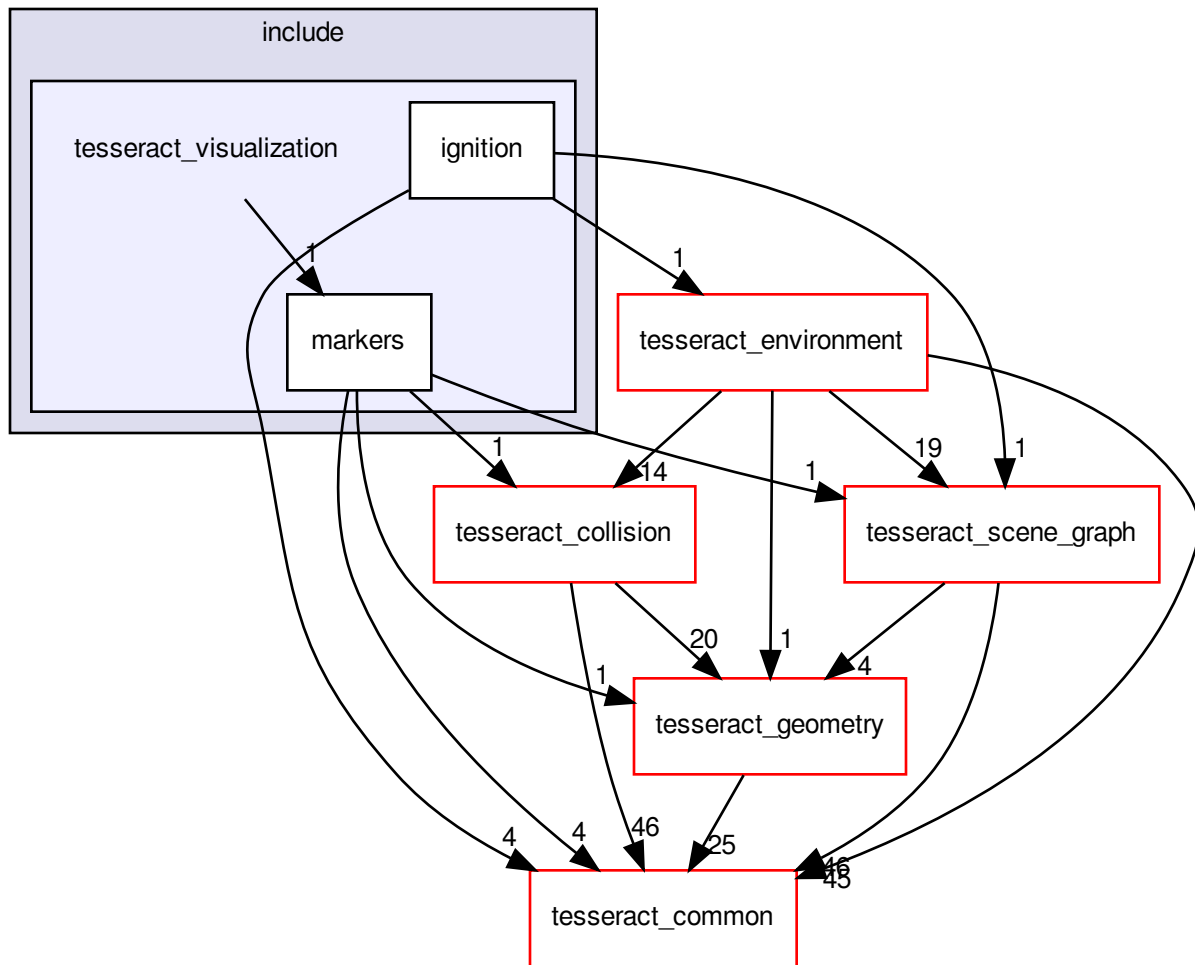 include
tesseract_visualization
ignition
1
1
markers
tesseract_environment
1
14
19
1
1
tesseract_collision
tesseract_scene_graph
20
1
4
1
tesseract_geometry
4
4
46
25
46
45
tesseract_common